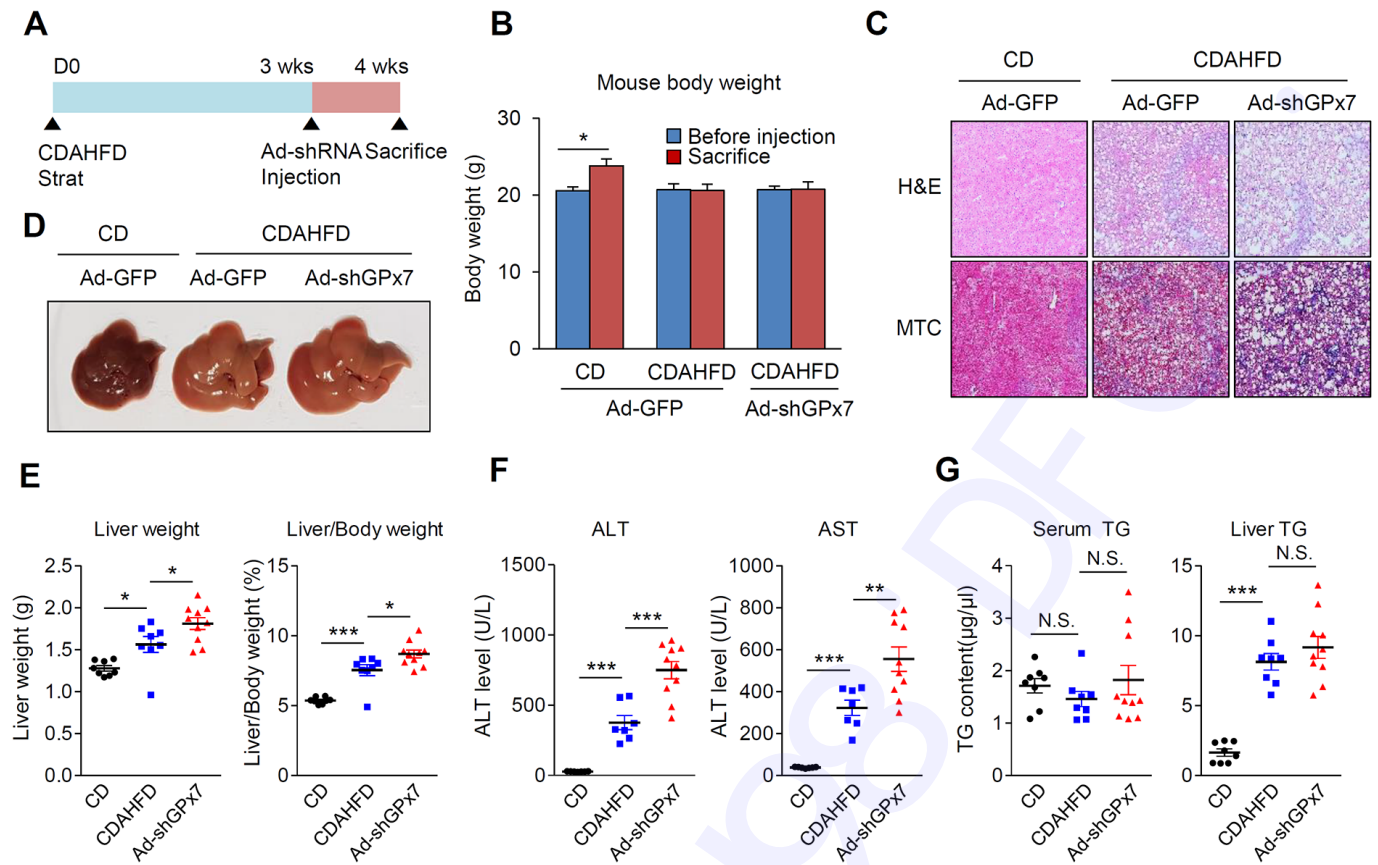 A
D0 3 wks 4 wks
CDAHFD Strat
Ad-shRNA Injection
Sacrifice
B
Mouse body weight
Body weight (g)
30
20
10
0
*
Before injection
Sacrifice
CD CDAHFD CDAHFD
Ad-GFP Ad-shGPx7
C
CD CDAHFD
Ad-GFP Ad-GFP Ad-shGPx7
H&E
MTC
D
CD CDAHFD
Ad-GFP Ad-GFP Ad-shGPx7
E
Liver weight
Liver weight (g)
2.5
2.0
1.5
1.0
0.5
0.0
* *
CD CDAHFD Ad-shGPx7
Liver/Body weight
Liver/Body weight (%)
15
10
5
0
*** *
CD CDAHFD Ad-shGPx7
F
ALT
ALT level (U/L)
1500
1000
500
0
*** ***
CD CDAHFD Ad-shGPx7
AST
ALT level (U/L)
1000
800
600
400
200
0
*** **
CD CDAHFD Ad-shGPx7
G
Serum TG
TG content(µg/µl)
4
3
2
1
0
N.S. N.S.
CD CDAHFD Ad-shGPx7
Liver TG
15
10
5
0
*** N.S.
CD CDAHFD Ad-shGPx7